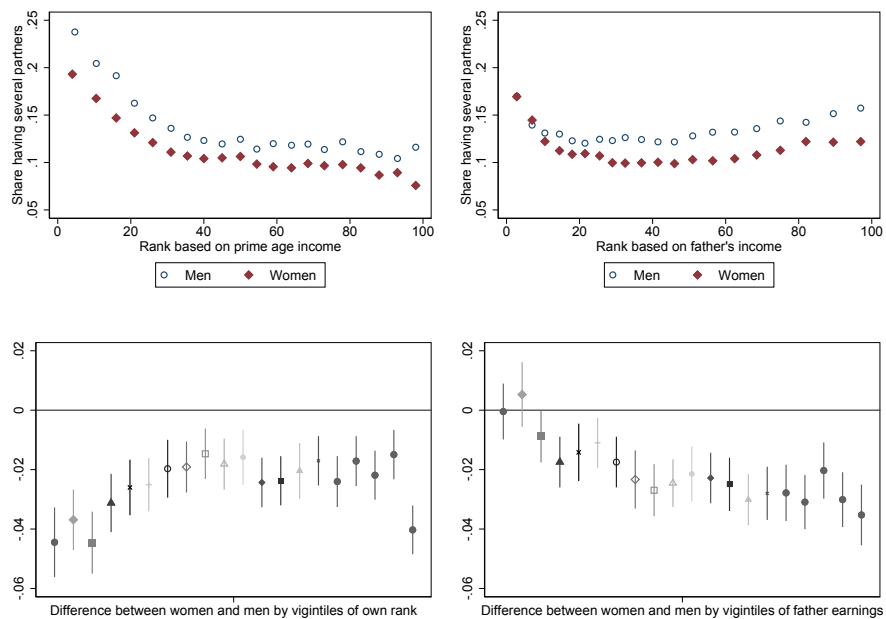 Share having several partners
.25
.2
.15
.1
.05
0 20 40 60 80 100
Rank based on prime age income
Men Women
Share having several partners
.25
.2
.15
.1
.05
0 20 40 60 80 100
Rank based on father's income
Men Women
.02
0
-.02
-.04
-.06
Difference between women and men by vigintiles of own rank
.02
0
-.02
-.04
-.06
Difference between women and men by vigintiles of father earnings